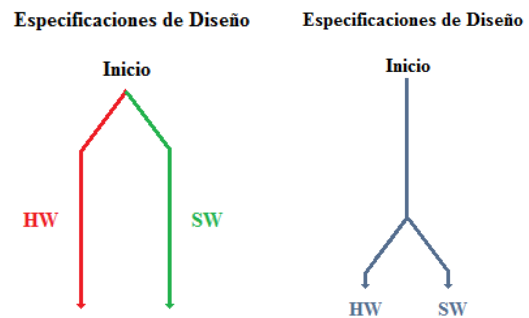 Especificaciones de Diseño
Inicio
HW
SW
Especificaciones de Diseño
Inicio
HW
SW